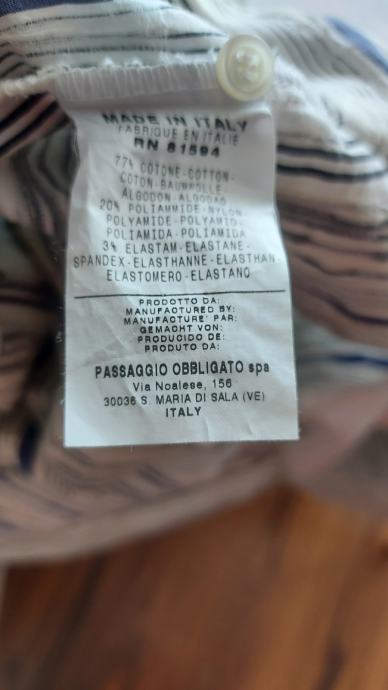 MADE IN ITALY
FABRIQUE EN ITALIE
RN 81594
77% COTONE-COTTON-
COTON-BAUMWOLLE-
ALGODON-ALGODAO
20% POLIAMMIDE-NYLON-
POLYAMIDE-POLYAMID-
POLIAMIDA-POLIAMIDA
3% ELASTAM-ELASTANE-
SPANDEX-ELASTHANNE-ELASTHAN-
ELASTOMERO-ELASTANO
PRODOTTO DA:
MANUFACTURED BY:
MANUFACTURE' PAR:
GEMACHT VON:
PRODUCIDO DE:
PRODUTO DA:
PASSAGGIO OBBLIGATO spa
Via Noalese, 156
30036 S. MARIA DI SALA (VE)
ITALY